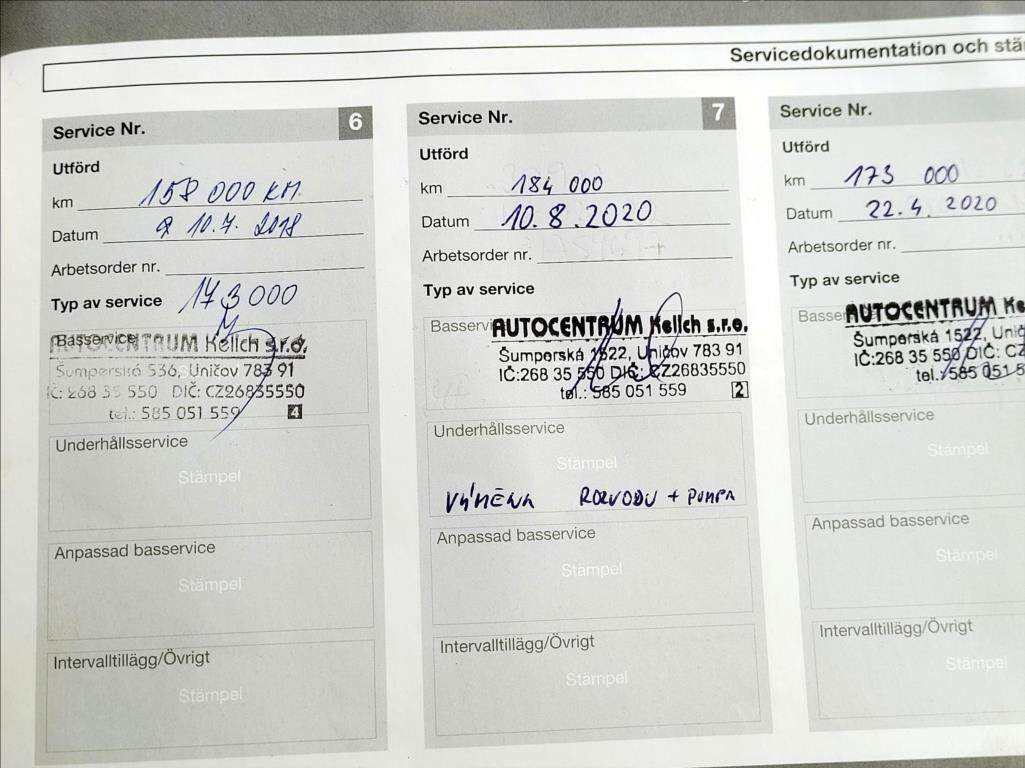 Servicedokumentation och stä
Service Nr. 6
Utförd
km 158 000 KM
Datum 10.7. 2018
Arbetsorder nr.
Typ av service 173 000
Basservice
AUTOCENTRUM Kelich s.r.o.
Šumperská 536, Uničov 783 91
IČ: 268 35 550 DIČ: CZ26835550
tel.: 585 051 559 4
Underhållsservice
Stämpel
Anpassad basservice
Stämpel
Intervalltillägg/Övrigt
Stämpel
Service Nr. 7
Utförd
km 184 000
Datum 10.8.2020
Arbetsorder nr.
Typ av service
Basserv
AUTOCENTRUM Kelich s.r.o.
Šumperská 1522, Uničov 783 91
IČ:268 35 550 DIČ: CZ26835550
tel.: 585 051 559 2
Underhållsservice
Stämpel
VÝMĚNA ROZVODU + PUMPA
Anpassad basservice
Stämpel
Intervalltillägg/Övrigt
Stämpel
Service Nr.
Utförd
km 173 000
Datum 22.4. 2020
Arbetsorder nr.
Typ av service
Basse
AUTOCENTRUM Ke
Šumperská 1522, Unič
IČ:268 35 550 DIČ: C
tel.: 585 051 5
Underhållsservice
Stämpel
Anpassad basservice
Stämpel
Intervalltillägg/Övrigt
Stämpel